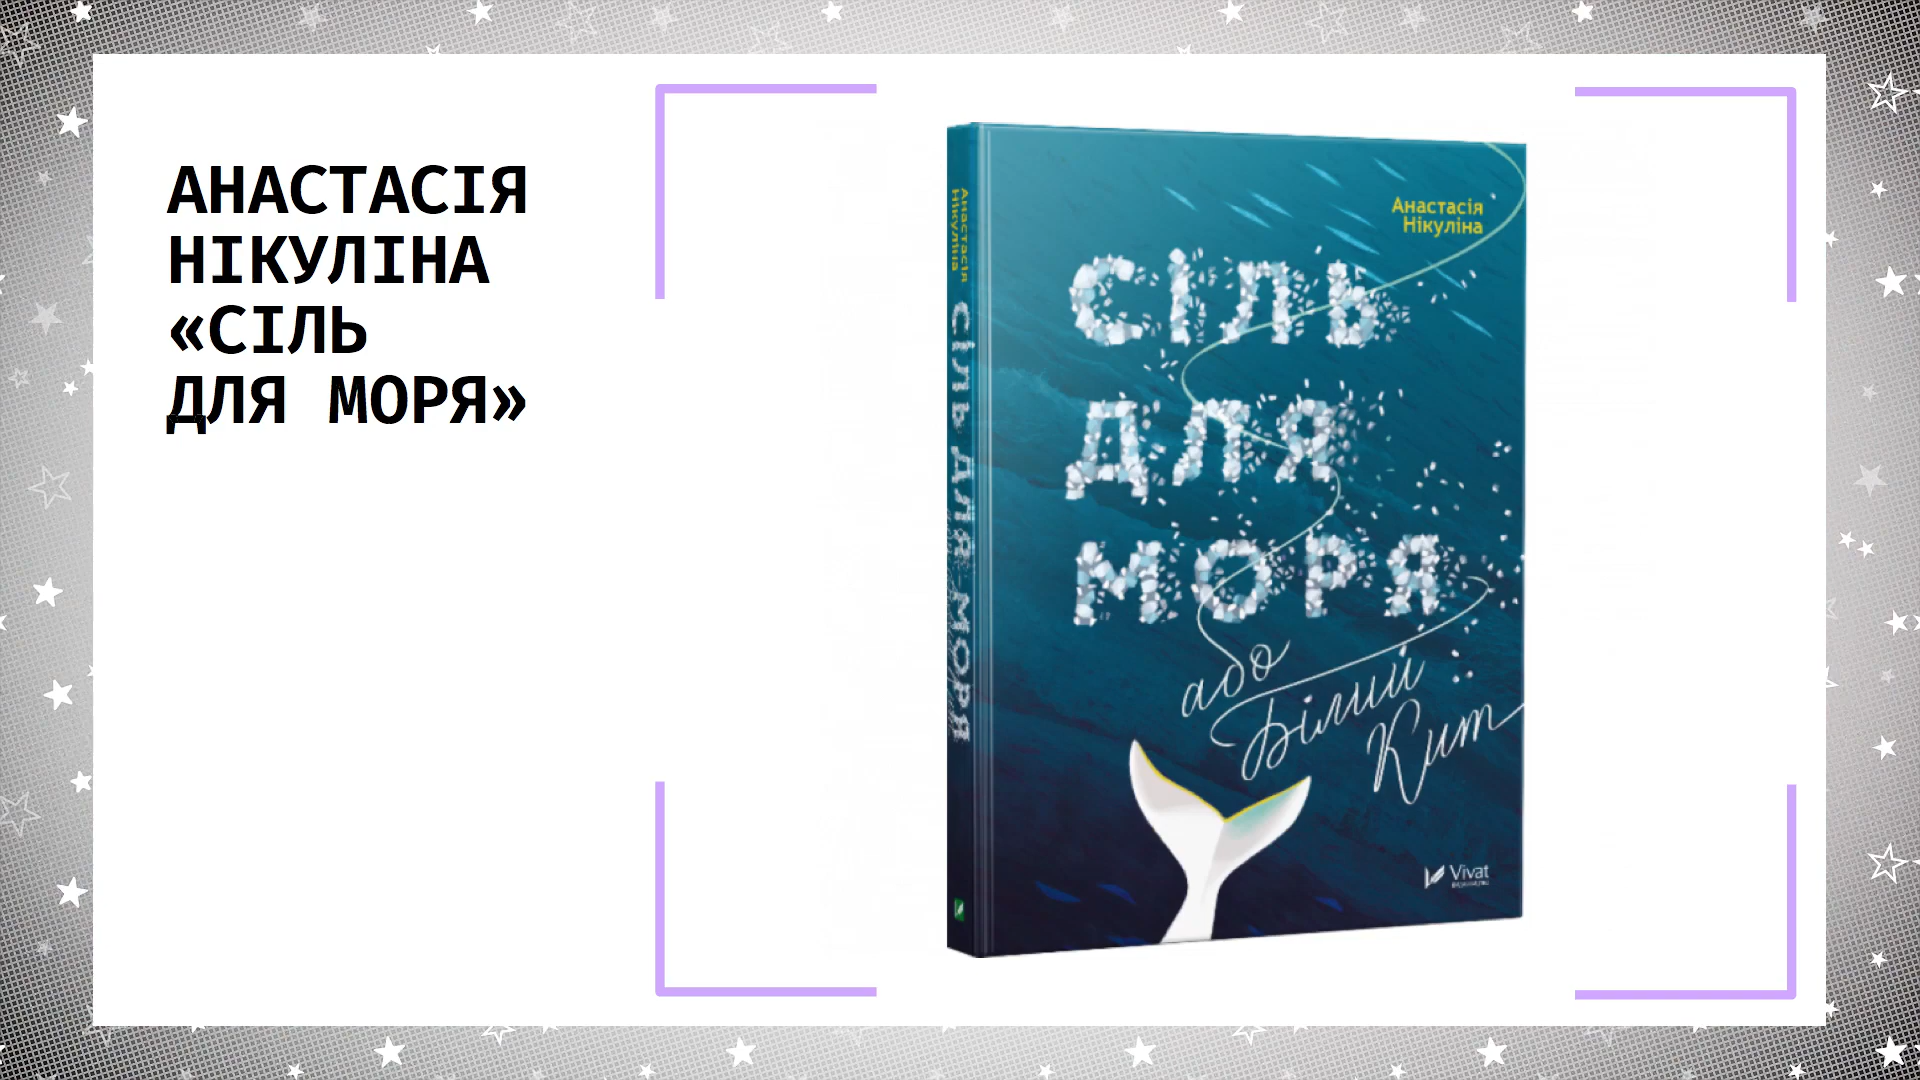 АНАСТАСІЯ
НІКУЛІНА
«СІЛЬ
ДЛЯ МОРЯ»
Анастасія
Нікуліна
СІЛЬ ДЛЯ МОРЯ
Анастасія
Нікуліна
СІЛЬ
ДЛЯ
МОРЯ
або
Білий
Кит
Vivat